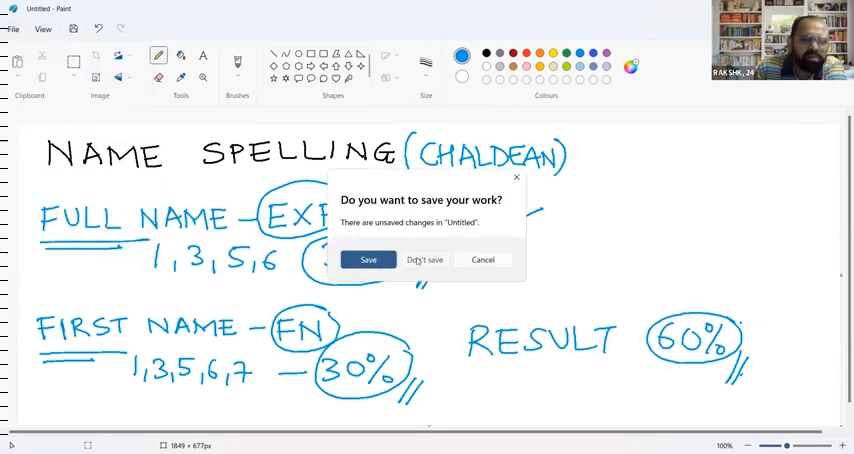 Untitled - Paint
File View
Clipboard Image Tools Brushes Shapes Size Colours
RAKSHK, 24
NAME SPELLING (CHALDEAN)
Do you want to save your work?
There are unsaved changes in "Untitled".
Save Don't save Cancel
FULL NAME -
1, 3, 5, 6
FIRST NAME - FN
1,3,5,6,7 - 30%
RESULT 60%
1849 × 677px
100%